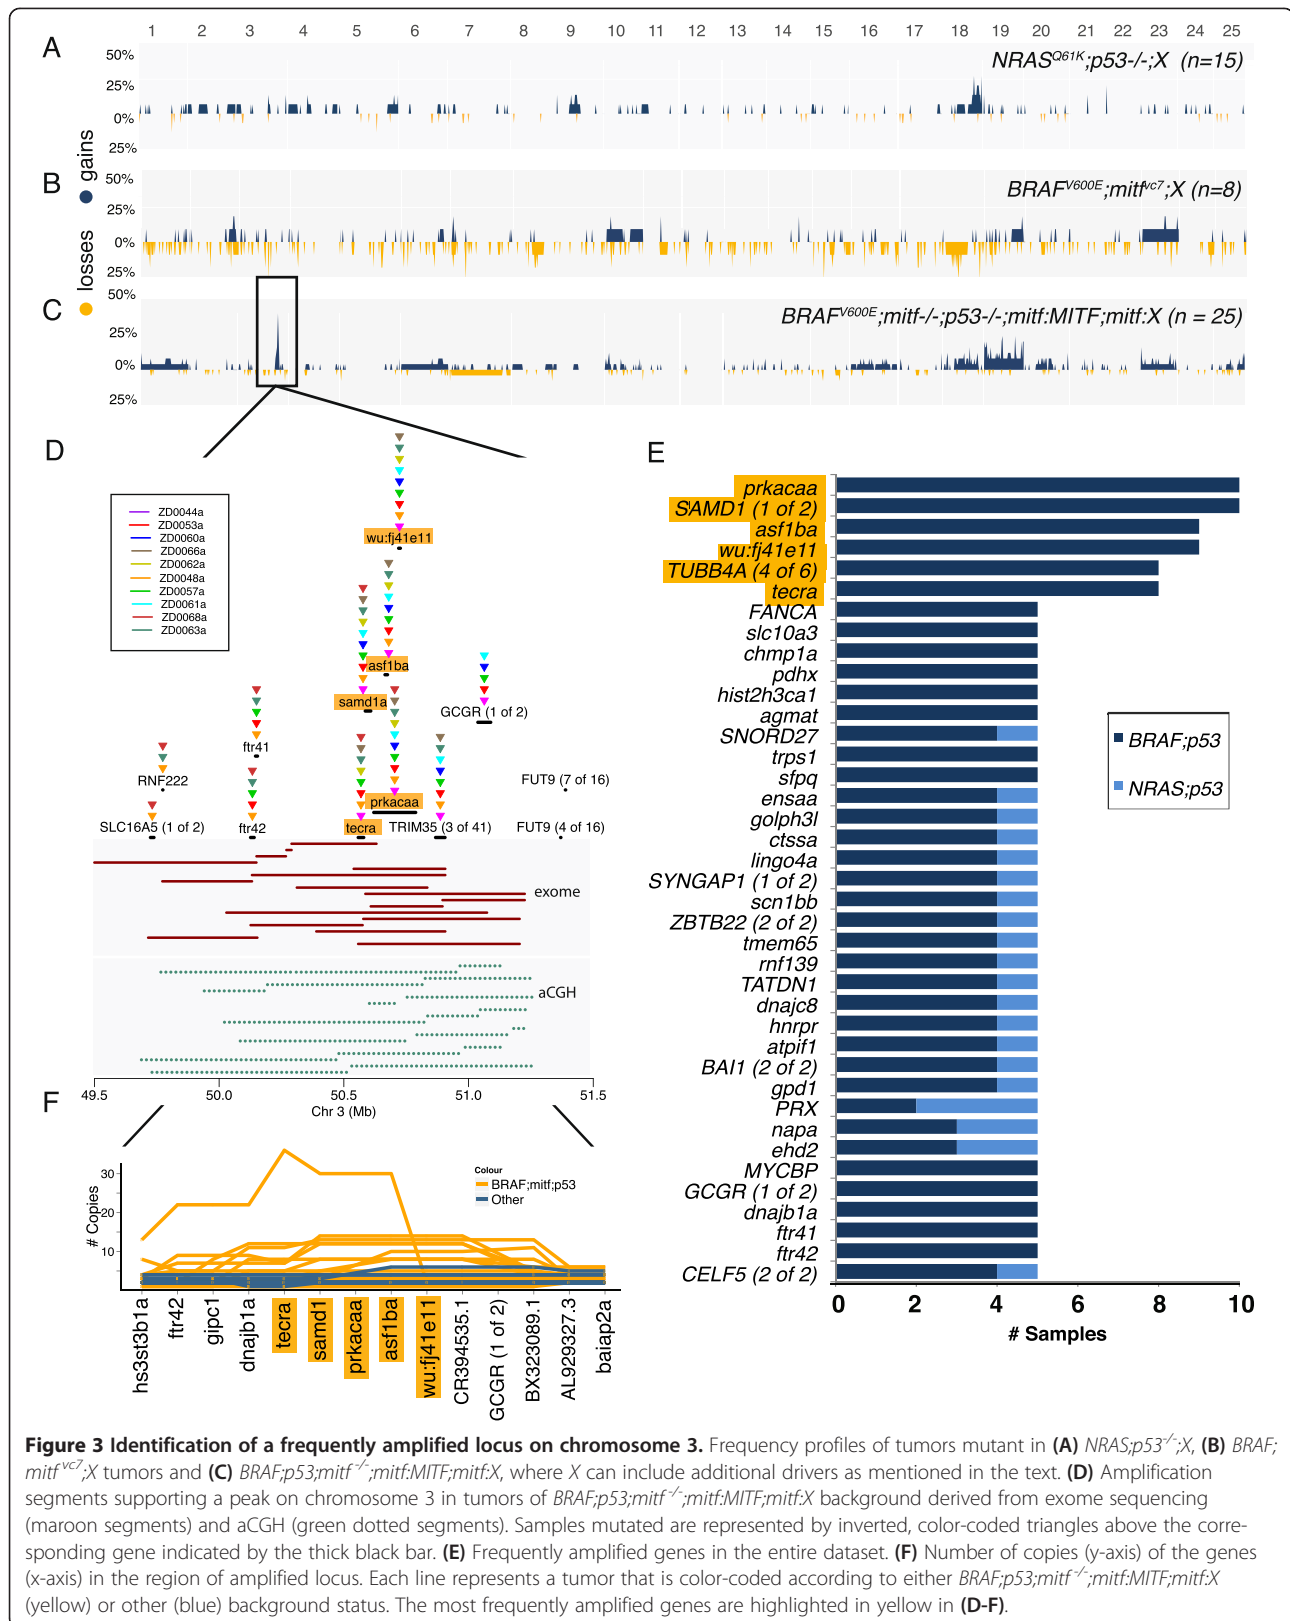 1 2 3 4 5 6 7 8 9 10 11 12 13 14 15 16 17 18 19 20 21 22 23 24 25
A
50%
25%
0%
25%
NRAS^Q61K;p53-/-;X (n=15)
gains
losses
B
50%
25%
0%
25%
BRAF^V600E;mitf^vc7;X (n=8)
C
50%
25%
0%
25%
BRAF^V600E;mitf-/-;p53-/-;mitf:MITF;mitf:X (n = 25)
D
ZD0044a
ZD0053a
ZD0060a
ZD0066a
ZD0062a
ZD0048a
ZD0057a
ZD0061a
ZD0068a
ZD0063a
wu:fj41e11
asf1ba
samd1a
GCGR (1 of 2)
ftr41
RNF222
FUT9 (7 of 16)
prkacaa
SLC16A5 (1 of 2)
ftr42
tecra
TRIM35 (3 of 41)
FUT9 (4 of 16)
exome
aCGH
49.5 50.0 50.5 51.0 51.5
Chr 3 (Mb)
E
prkacaa
SAMD1 (1 of 2)
asf1ba
wu:fj41e11
TUBB4A (4 of 6)
tecra
FANCA
slc10a3
chmp1a
pdhx
hist2h3ca1
agmat
SNORD27
trps1
sfpq
ensaa
golph3l
ctssa
lingo4a
SYNGAP1 (1 of 2)
scn1bb
ZBTB22 (2 of 2)
tmem65
rnf139
TATDN1
dnajc8
hnrpr
atpif1
BAI1 (2 of 2)
gpd1
PRX
napa
ehd2
MYCBP
GCGR (1 of 2)
dnajb1a
ftr41
ftr42
CELF5 (2 of 2)
BRAF;p53
NRAS;p53
0 2 4 6 8 10
# Samples
F
# Copies
30
20
10
Colour
BRAF;mitf;p53
Other
hs3st3b1a
ftr42
gipc1
dnajb1a
tecra
samd1
prkacaa
asf1ba
wu:fj41e11
CR394535.1
GCGR (1 of 2)
BX323089.1
AL929327.3
baiap2a
Figure 3 Identification of a frequently amplified locus on chromosome 3. Frequency profiles of tumors mutant in (A) NRAS;p53^-/-;X, (B) BRAF;
mitf^vc7;X tumors and (C) BRAF;p53;mitf^-/-;mitf:MITF;mitf:X, where X can include additional drivers as mentioned in the text. (D) Amplification
segments supporting a peak on chromosome 3 in tumors of BRAF;p53;mitf^-/-;mitf:MITF;mitf:X background derived from exome sequencing
(maroon segments) and aCGH (green dotted segments). Samples mutated are represented by inverted, color-coded triangles above the corre-
sponding gene indicated by the thick black bar. (E) Frequently amplified genes in the entire dataset. (F) Number of copies (y-axis) of the genes
(x-axis) in the region of amplified locus. Each line represents a tumor that is color-coded according to either BRAF;p53;mitf^-/-;mitf:MITF;mitf:X
(yellow) or other (blue) background status. The most frequently amplified genes are highlighted in yellow in (D-F).